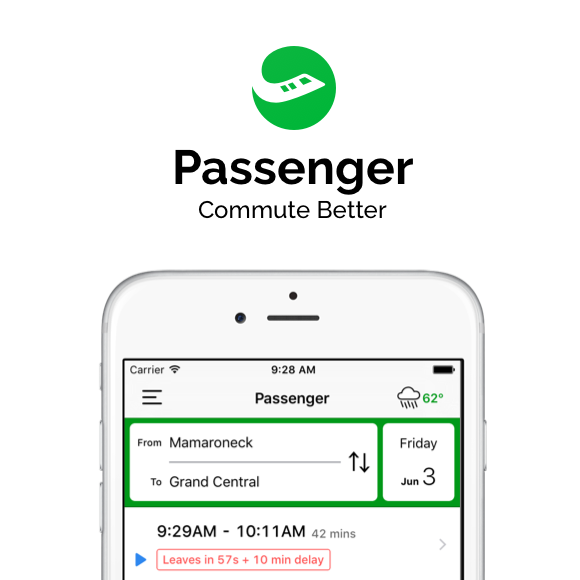 Passenger
Commute Better
Carrier 9:28 AM
Passenger 62°
From Mamaroneck
To Grand Central
Friday
Jun 3
9:29AM - 10:11AM 42 mins
Leaves in 57s + 10 min delay